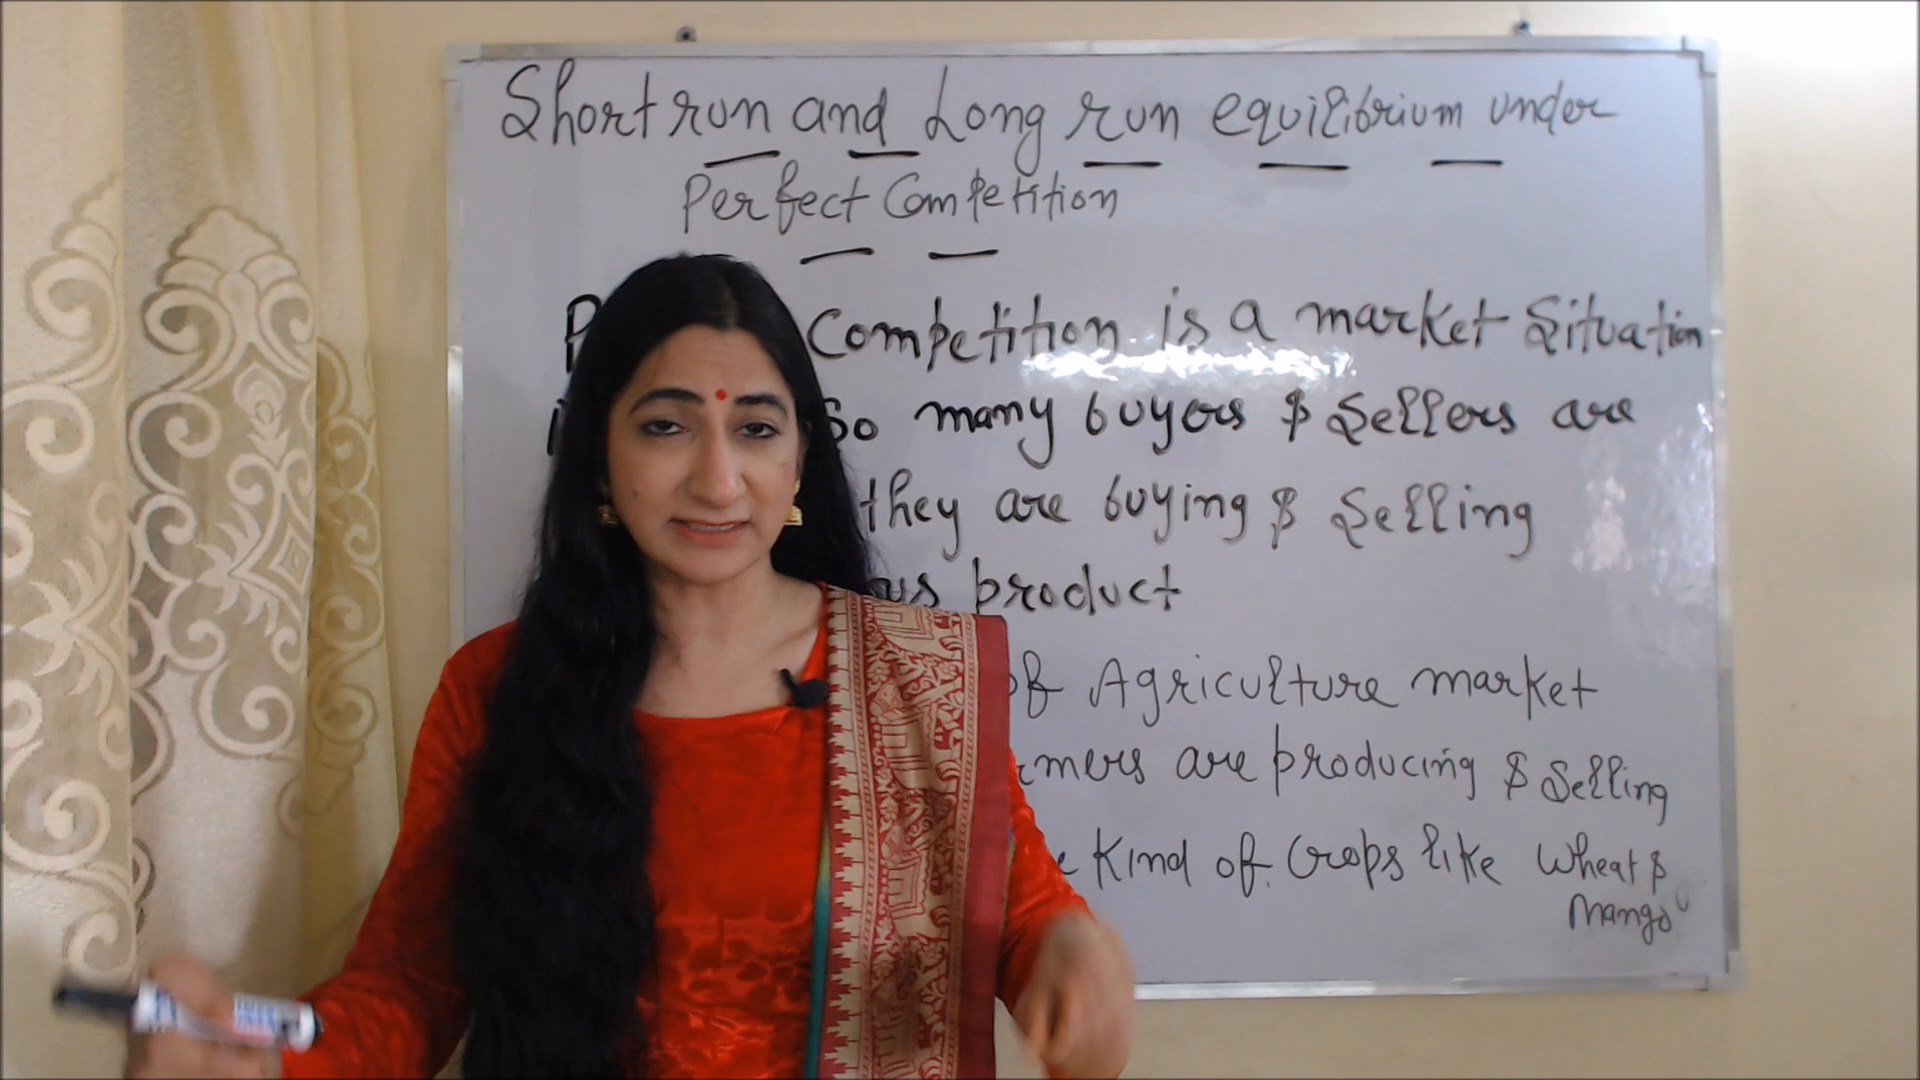 Short run and Long run equilibrium under
Perfect Competition
Competition is a market Situation
So many buyers & Sellers are
they are buying & Selling
product
of Agriculture market
are producing & Selling
Kind of Crops like Wheat &
Mango